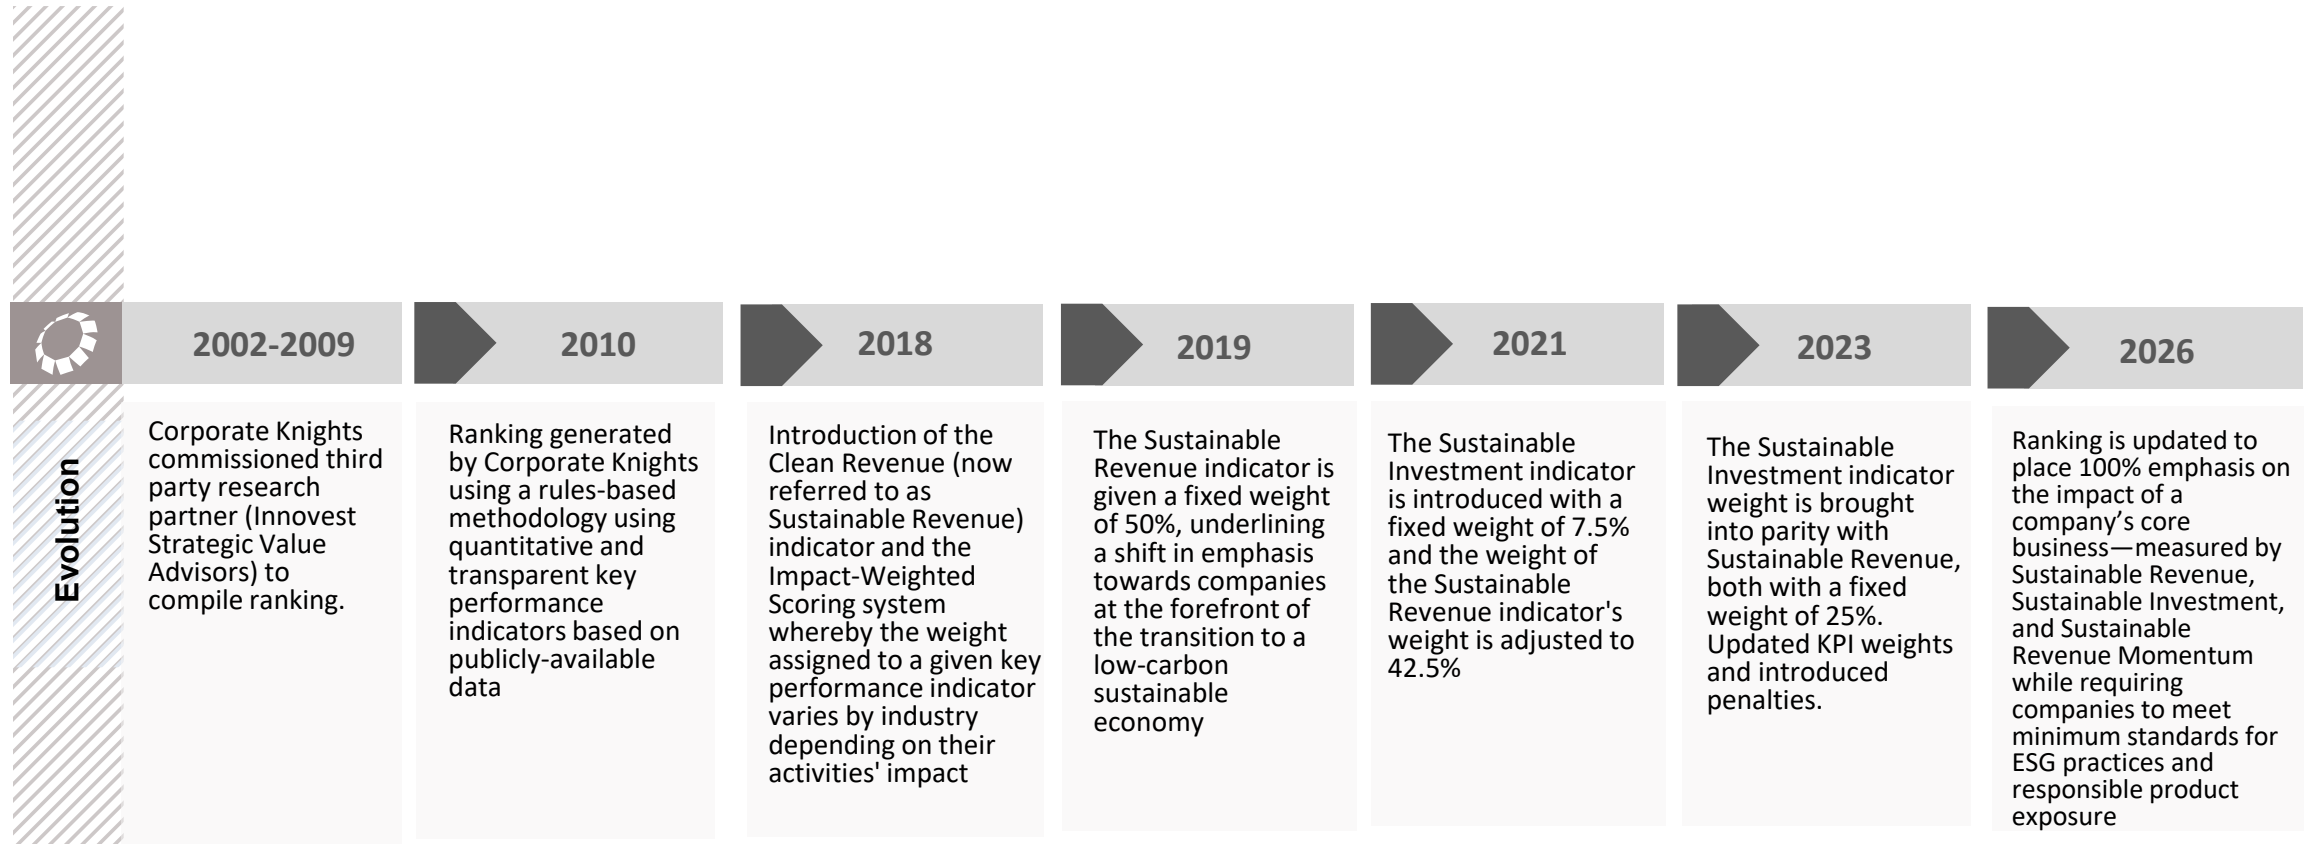 Evolution
2002-2009
Corporate Knights
commissioned third
party research
partner (Innovest
Strategic Value
Advisors) to
compile ranking.
2010
Ranking generated
by Corporate Knights
using a rules-based
methodology using
quantitative and
transparent key
performance
indicators based on
publicly-available
data
2018
Introduction of the
Clean Revenue (now
referred to as
Sustainable Revenue)
indicator and the
Impact-Weighted
Scoring system
whereby the weight
assigned to a given key
performance indicator
varies by industry
depending on their
activities' impact
2019
The Sustainable
Revenue indicator is
given a fixed weight
of 50%, underlining
a shift in emphasis
towards companies
at the forefront of
the transition to a
low-carbon
sustainable
economy
2021
The Sustainable
Investment indicator
is introduced with a
fixed weight of 7.5%
and the weight of
the Sustainable
Revenue indicator's
weight is adjusted to
42.5%
2023
The Sustainable
Investment indicator
weight is brought
into parity with
Sustainable Revenue,
both with a fixed
weight of 25%.
Updated KPI weights
and introduced
penalties.
2026
Ranking is updated to
place 100% emphasis on
the impact of a
company’s core
business—measured by
Sustainable Revenue,
Sustainable Investment,
and Sustainable
Revenue Momentum
while requiring
companies to meet
minimum standards for
ESG practices and
responsible product
exposure